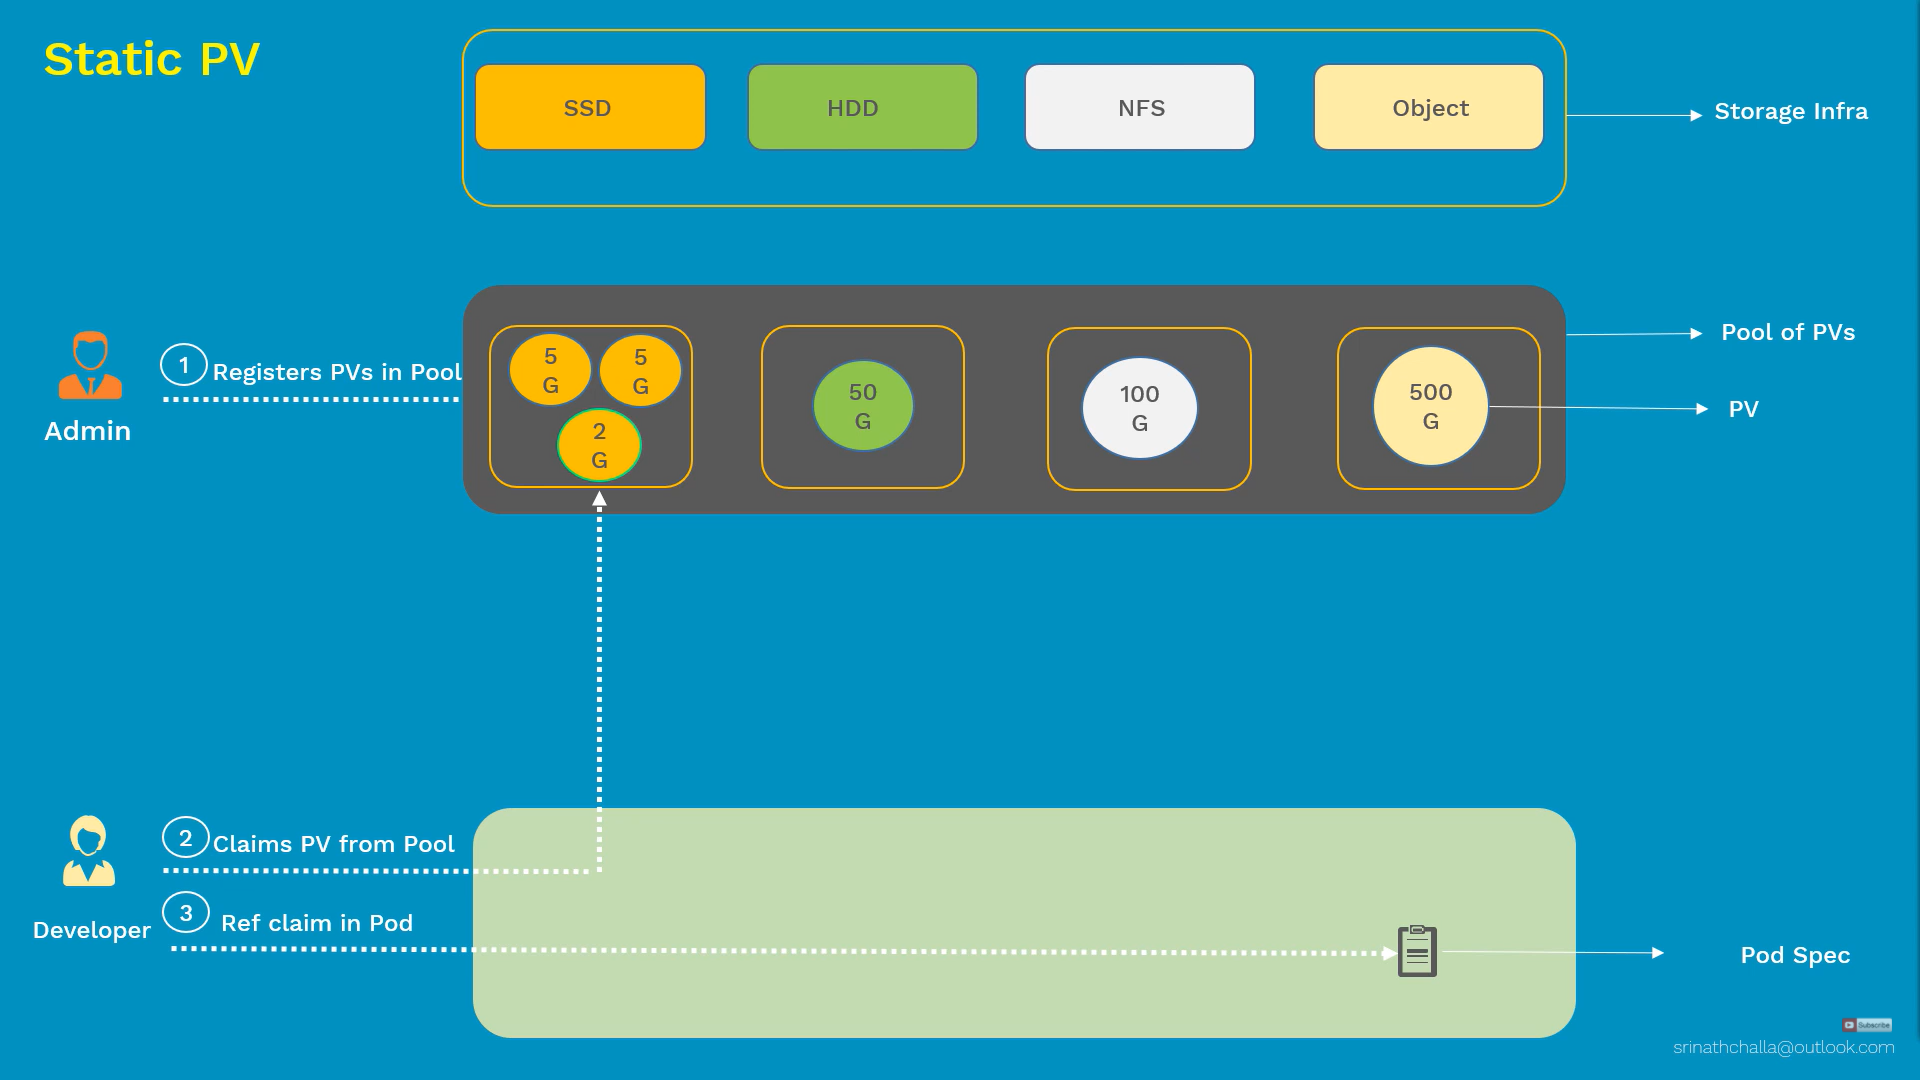 Static PV
SSD
HDD
NFS
Object
Storage Infra
1
Registers PVs in Pool
Admin
5
G
5
G
2
G
50
G
100
G
500
G
Pool of PVs
PV
2
Claims PV from Pool
3
Ref claim in Pod
Developer
Pod Spec
Subscribe
srinathchalla@outlook.com